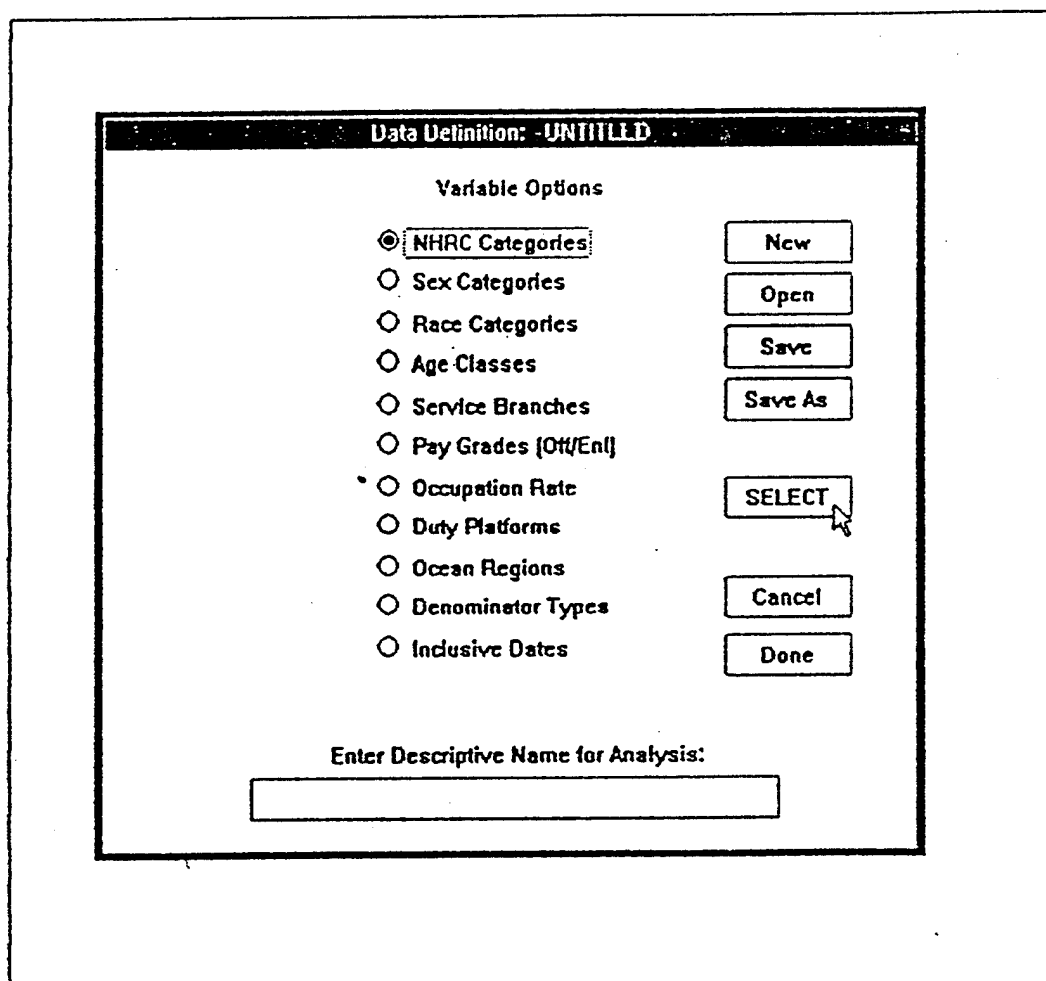 Data Definition: -UNTITLED
Variable Options
NHRC Categories
Sex Categories
Race Categories
Age Classes
Service Branches
Pay Grades [Off/Enl]
Occupation Rate
Duty Platforms
Ocean Regions
Denominator Types
Inclusive Dates
New
Open
Save
Save As
SELECT
Cancel
Done
Enter Descriptive Name for Analysis: